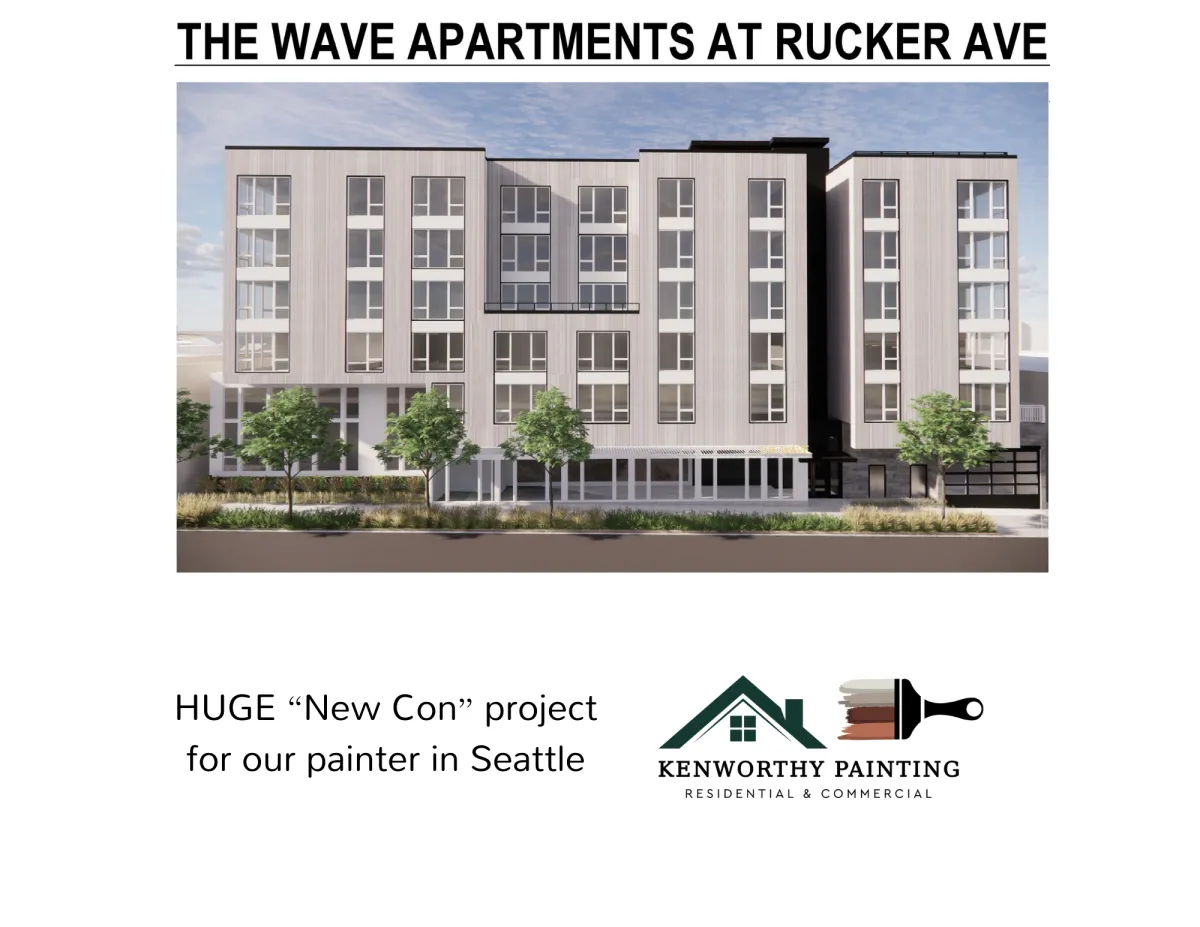 THE WAVE APARTMENTS AT RUCKER AVE
HUGE “New Con” project
for our painter in Seattle
KENWORTHY PAINTING
RESIDENTIAL & COMMERCIAL